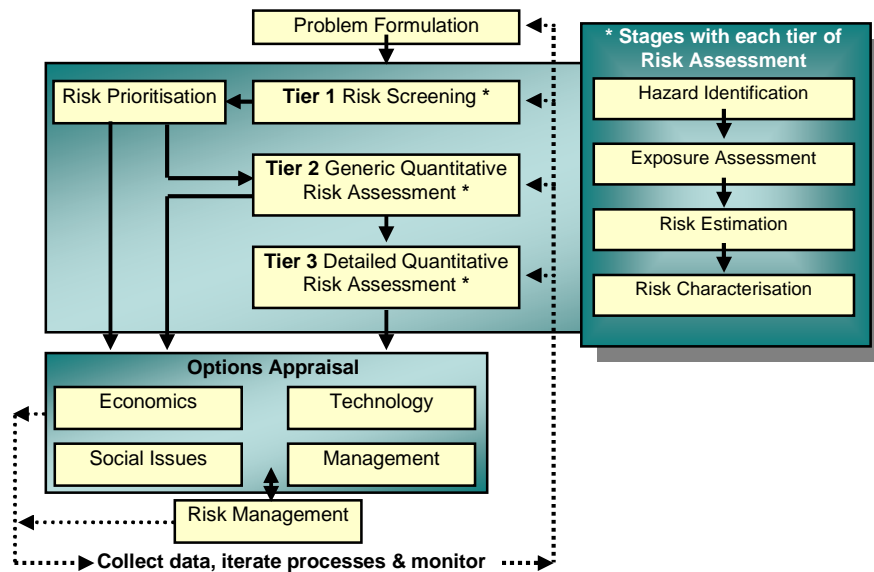 Problem Formulation
Risk Prioritisation
Tier 1 Risk Screening *
Tier 2 Generic Quantitative
Risk Assessment *
Tier 3 Detailed Quantitative
Risk Assessment *
* Stages with each tier of
Risk Assessment
Hazard Identification
Exposure Assessment
Risk Estimation
Risk Characterisation
Options Appraisal
Economics
Technology
Social Issues
Management
Risk Management
Collect data, iterate processes & monitor